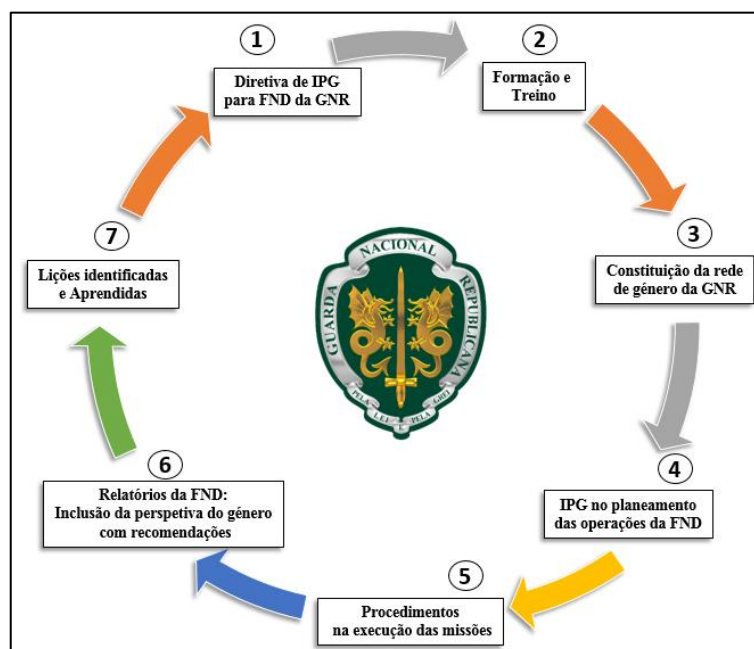 1
Diretiva de IPG
para FND da GNR
2
Formação e
Treino
3
Constituição da rede
de género da GNR
4
IPG no planeamento
das operações da FND
5
Procedimentos
na execução das missões
6
Relatórios da FND:
Inclusão da perspetiva do género
com recomendações
7
Lições identificadas
e Aprendidas
GUARDA NACIONAL REPUBLICANA
PELA LEI E PELA GREI